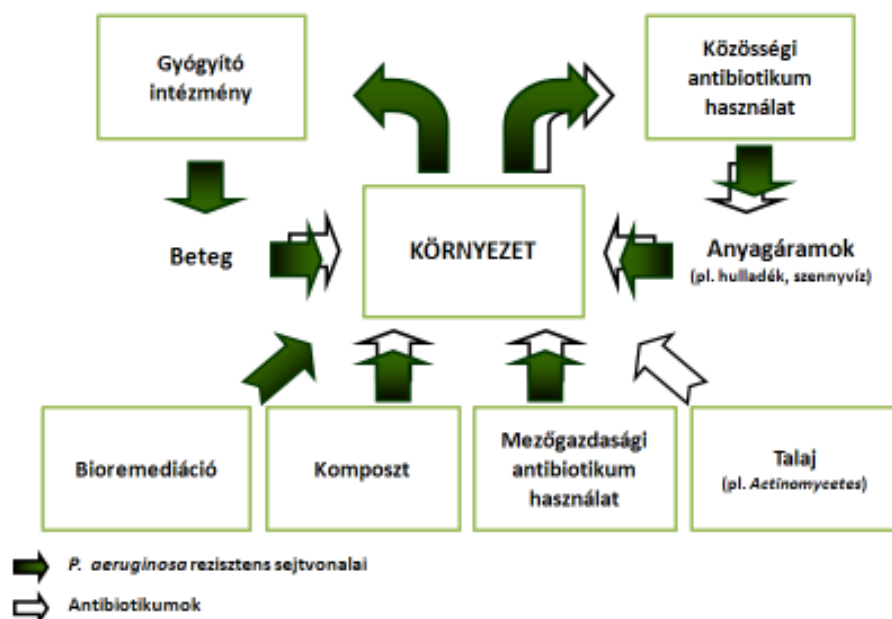 Gyógyító
intézmény
Közösségi
antibiotikum
használat
Beteg
KÖRNYEZET
Anyagáramok
(pl. hulladék, szennyvíz)
Bioremediáció
Komposzt
Mezőgazdasági
antibiotikum
használat
Talaj
(pl. Actinomycetes)
P. aeruginosa rezisztens sejtvonalai
Antibiotikumok